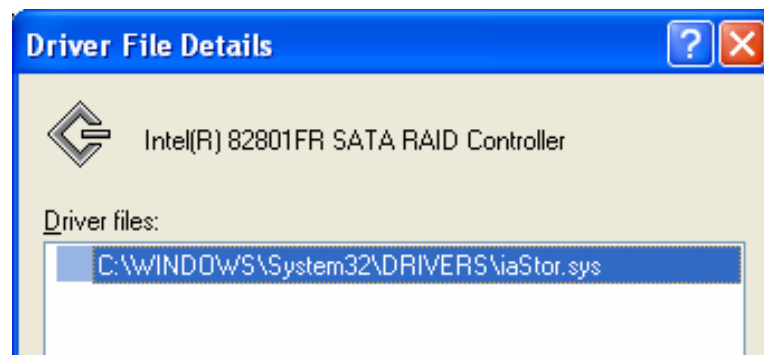 Driver File Details
Intel(R) 82801FR SATA RAID Controller
Driver files:
C:\WINDOWS\System32\DRIVERS\iaStor.sys